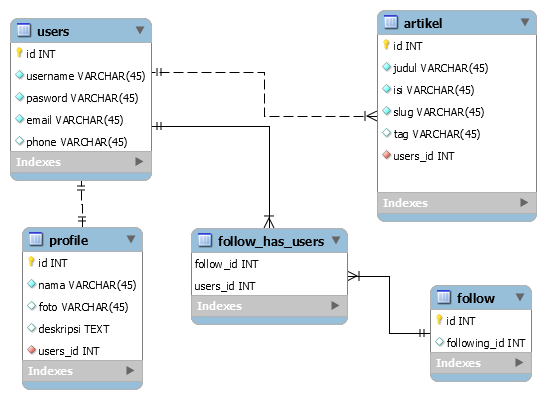 users
id INT
username VARCHAR(45)
pasword VARCHAR(45)
email VARCHAR(45)
phone VARCHAR(45)
Indexes
artikel
id INT
judul VARCHAR(45)
isi VARCHAR(45)
slug VARCHAR(45)
tag VARCHAR(45)
users_id INT
Indexes
profile
id INT
nama VARCHAR(45)
foto VARCHAR(45)
deskripsi TEXT
users_id INT
Indexes
follow_has_users
follow_id INT
users_id INT
Indexes
follow
id INT
following_id INT
Indexes